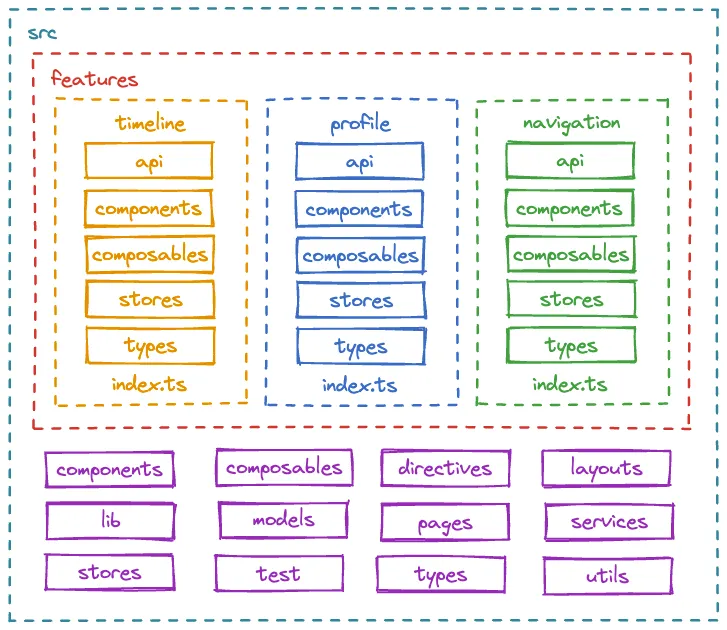 src
features
timeline
api
components
composables
stores
types
index.ts
profile
api
components
composables
stores
types
index.ts
navigation
api
components
composables
stores
types
index.ts
components
composables
directives
layouts
lib
models
pages
services
stores
test
types
utils